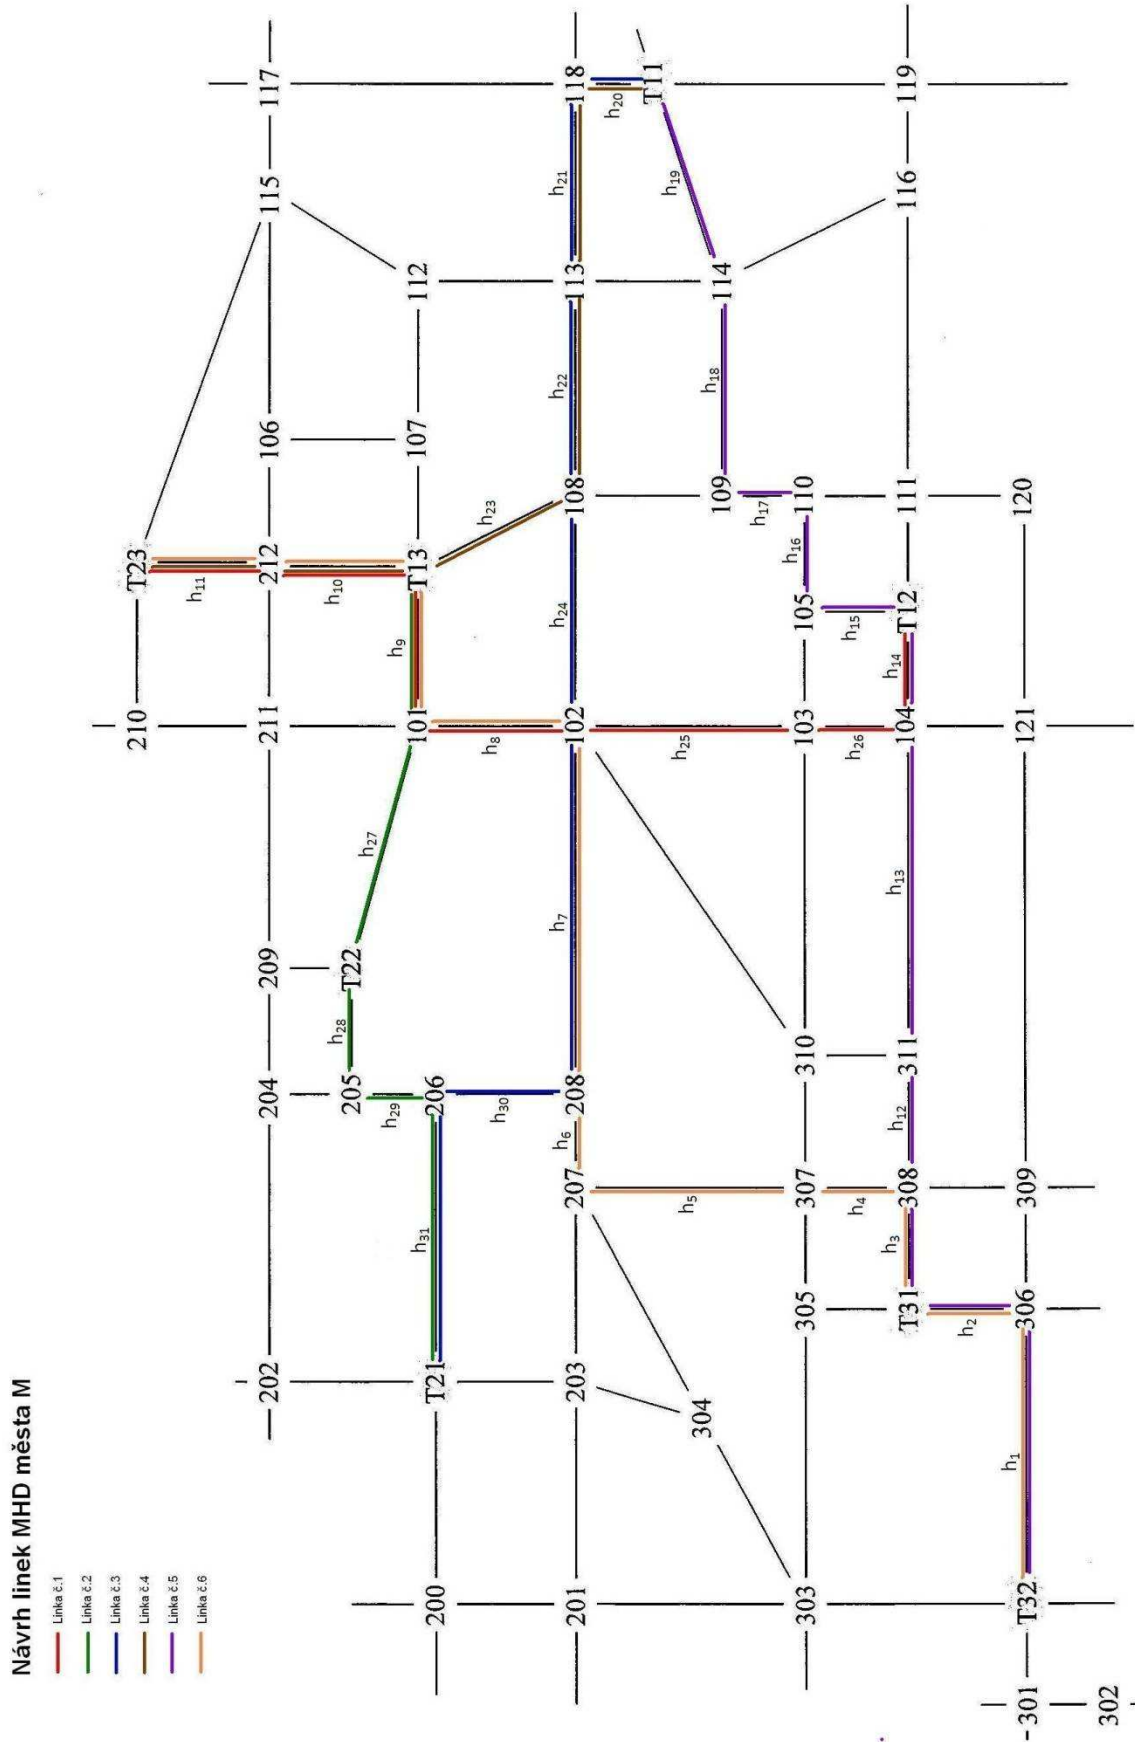 Návrh linek MHD města M
Linka č.1
Linka č.2
Linka č.3
Linka č.4
Linka č.5
Linka č.6
210 T23
h11
202 204 209 211 212 106 115 117
h10
h28
205 T22
h27
h29 h9
h31
200 T21 206 101 T13 107 112
h30 h8 h23
h6 h7 h24 h22 h21
201 203 207 208 102 108 113 118
h20
T11
h19
h5 h25
304
h18
109 114
h17
h16
303 305 307 310 103 105 110
h4 h26 h15
h3 h12 h13 h14
T31 308 311 104 T12 111 116 119
h2
h1
301 T32 306 309 121 120
302